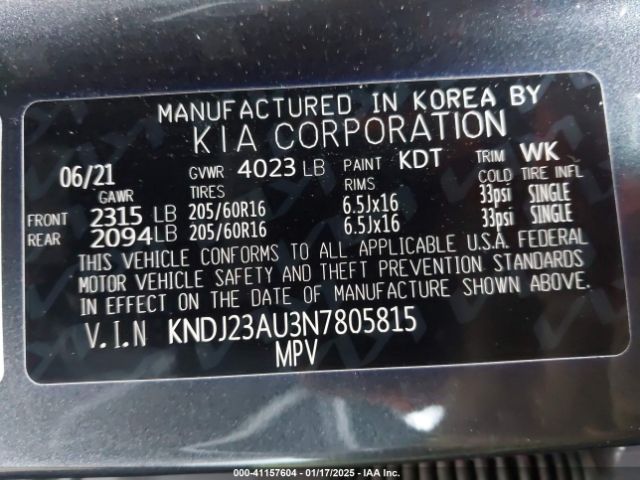 MANUFACTURED IN KOREA BY
KIA CORPORATION
06/21 GVWR 4023 LB PAINT KDT TRIM WK
GAWR TIRES RIMS COLD TIRE INFL
FRONT 2315 LB 205/60R16 6.5Jx16 33psi SINGLE
REAR 2094 LB 205/60R16 6.5Jx16 33psi SINGLE
THIS VEHICLE CONFORMS TO ALL APPLICABLE U.S.A. FEDERAL
MOTOR VEHICLE SAFETY AND THEFT PREVENTION STANDARDS
IN EFFECT ON THE DATE OF MANUFACTURE SHOWN ABOVE.
V.I.N KNDJ23AU3N7805815
MPV
000-41157604 — 01/17/2025 — IAA Inc.